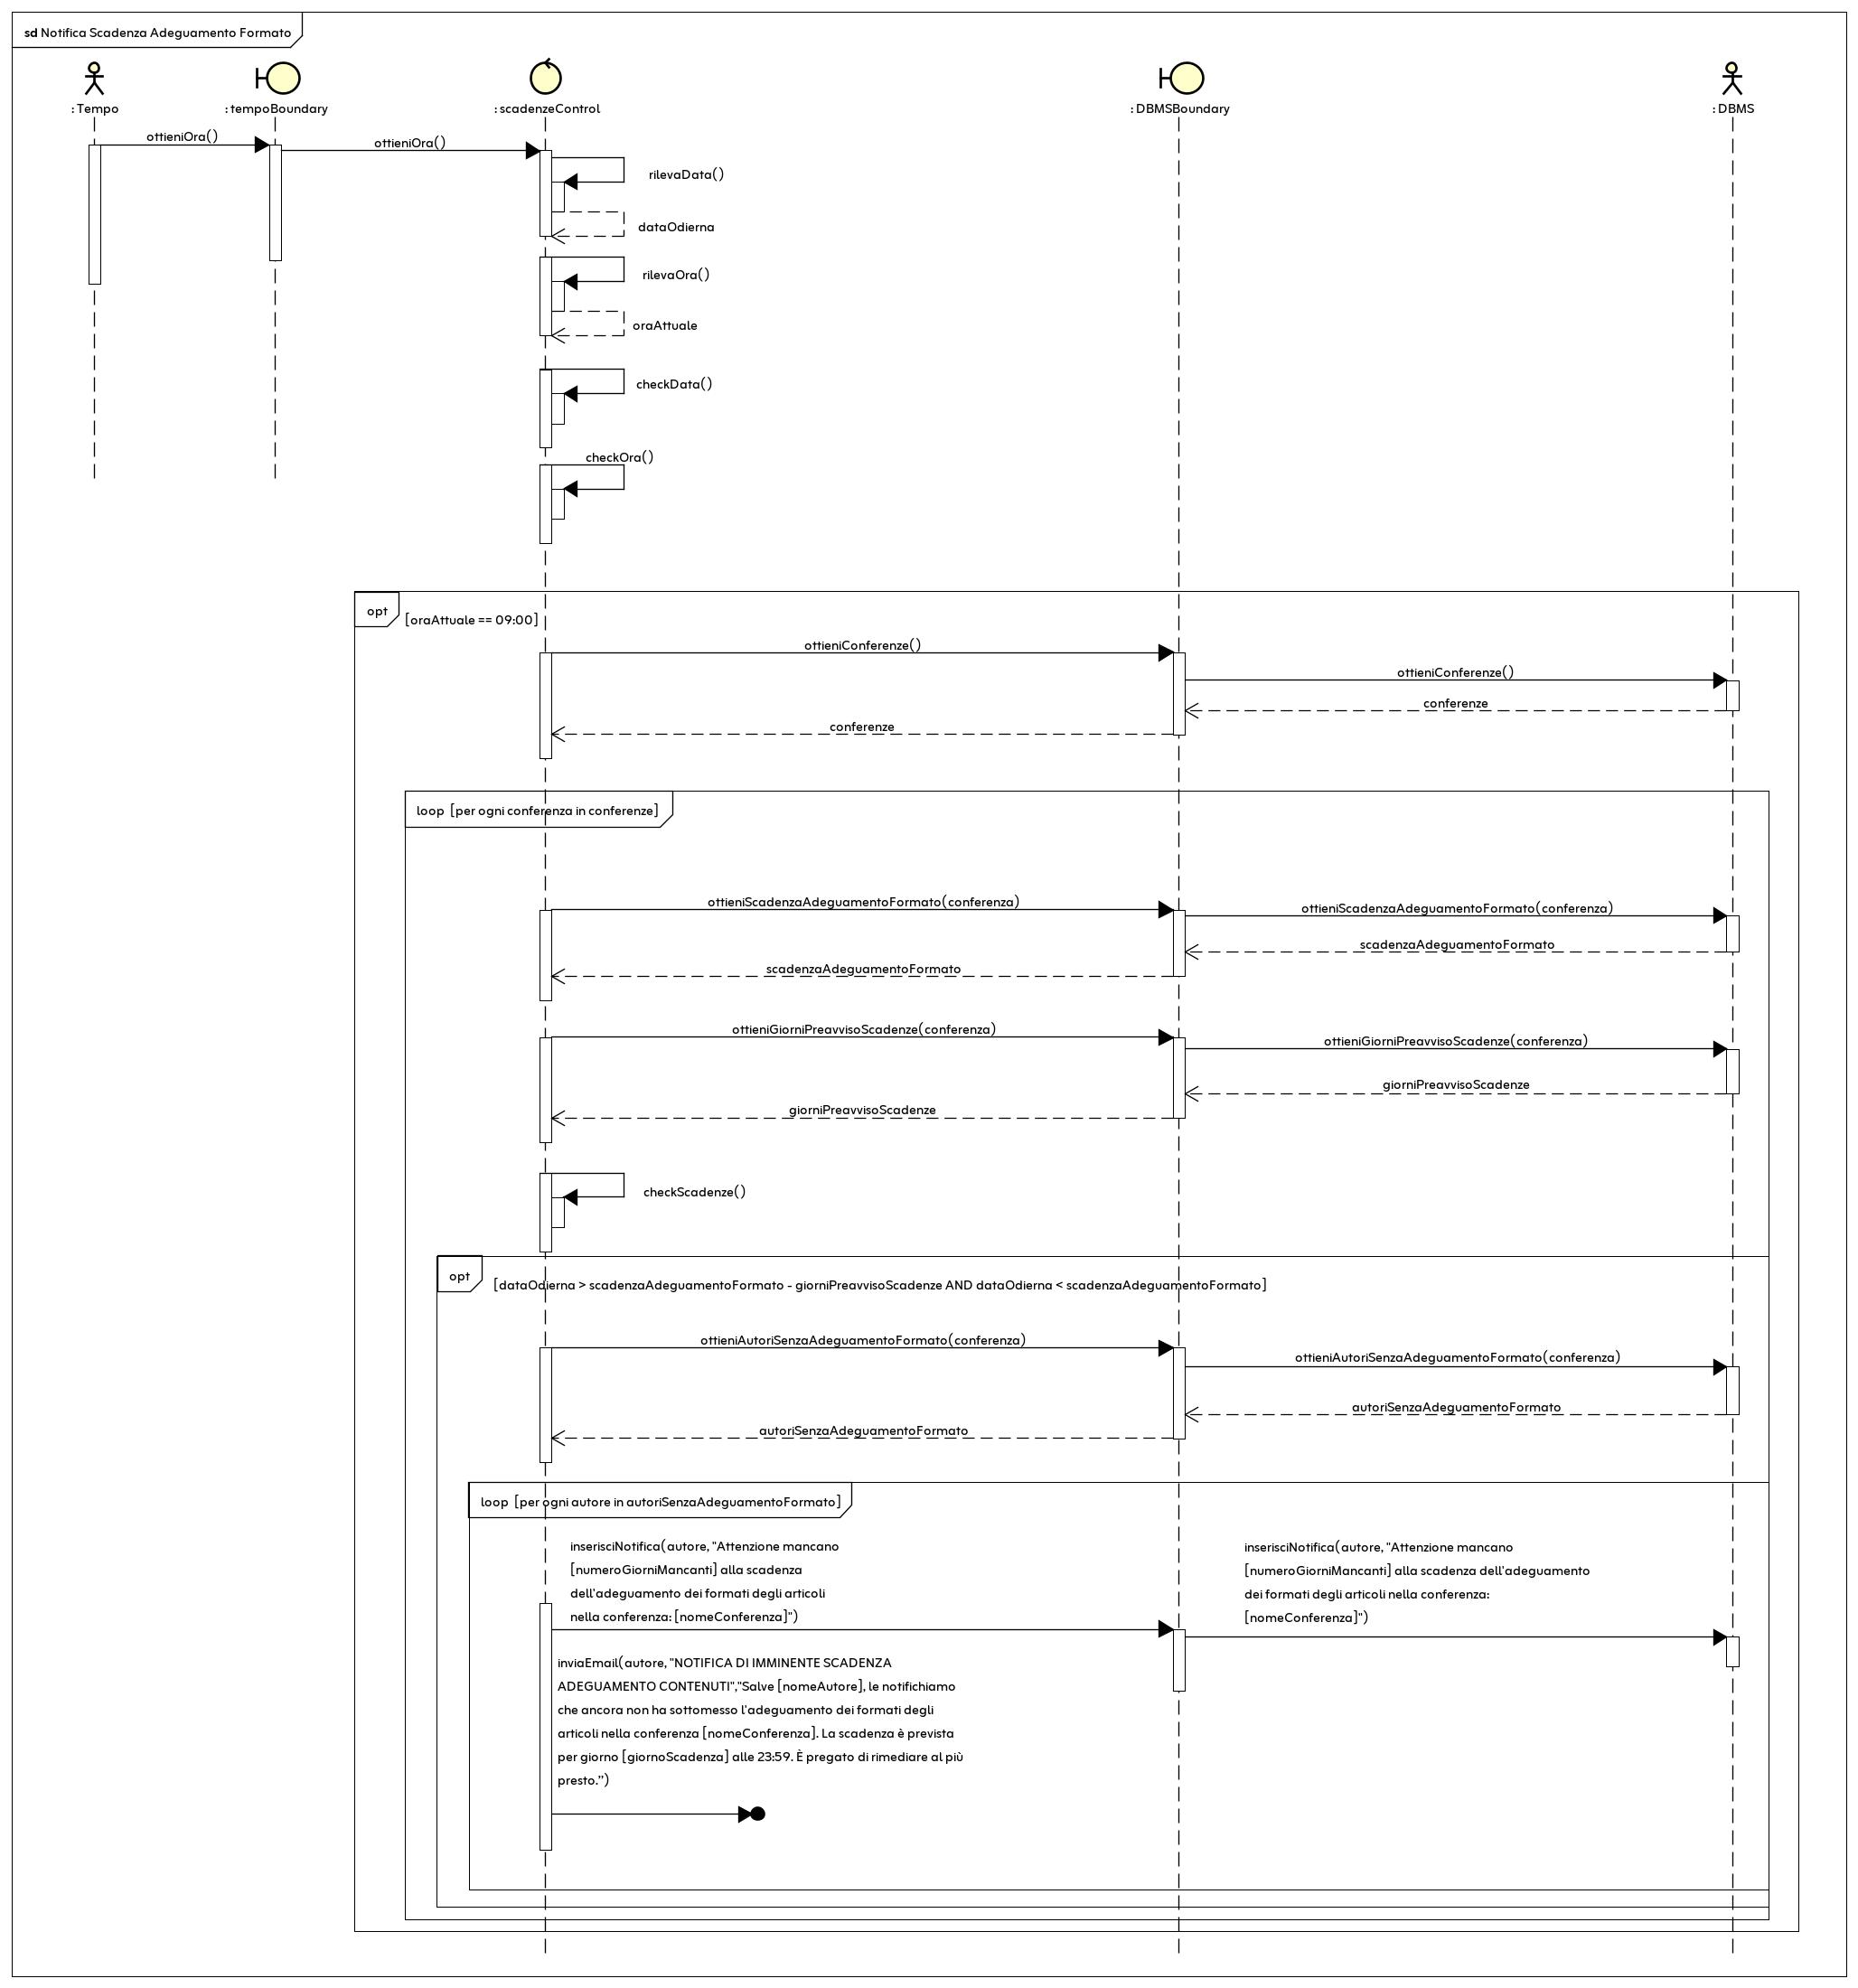 sd Notifica Scadenza Adeguamento Formato
: Tempo
: tempoBoundary
: scadenzeControl
: DBMSBoundary
: DBMS
ottieniOra()
ottieniOra()
rilevaData()
dataOdierna
rilevaOra()
oraAttuale
checkData()
checkOra()
opt
[oraAttuale == 09:00]
ottieniConferenze()
ottieniConferenze()
conferenze
conferenze
loop [per ogni conferenza in conferenze]
ottieniScadenzaAdeguamentoFormato(conferenza)
ottieniScadenzaAdeguamentoFormato(conferenza)
scadenzaAdeguamentoFormato
scadenzaAdeguamentoFormato
ottieniGiorniPreavvisoScadenze(conferenza)
ottieniGiorniPreavvisoScadenze(conferenza)
giorniPreavvisoScadenze
giorniPreavvisoScadenze
checkScadenze()
opt
[dataOdierna > scadenzaAdeguamentoFormato - giorniPreavvisoScadenze AND dataOdierna < scadenzaAdeguamentoFormato]
ottieniAutoriSenzaAdeguamentoFormato(conferenza)
ottieniAutoriSenzaAdeguamentoFormato(conferenza)
autoriSenzaAdeguamentoFormato
autoriSenzaAdeguamentoFormato
loop [per ogni autore in autoriSenzaAdeguamentoFormato]
inserisciNotifica(autore, "Attenzione mancano
[numeroGiorniMancanti] alla scadenza
dell'adeguamento dei formati degli articoli
nella conferenza: [nomeConferenza]")
inserisciNotifica(autore, "Attenzione mancano
[numeroGiorniMancanti] alla scadenza dell'adeguamento
dei formati degli articoli nella conferenza:
[nomeConferenza]")
inviaEmail(autore, "NOTIFICA DI IMMINENTE SCADENZA
ADEGUAMENTO CONTENUTI","Salve [nomeAutore], le notifichiamo
che ancora non ha sottomesso l'adeguamento dei formati degli
articoli nella conferenza [nomeConferenza]. La scadenza è prevista
per giorno [giornoScadenza] alle 23:59. È pregato di rimediare al più
presto.”)